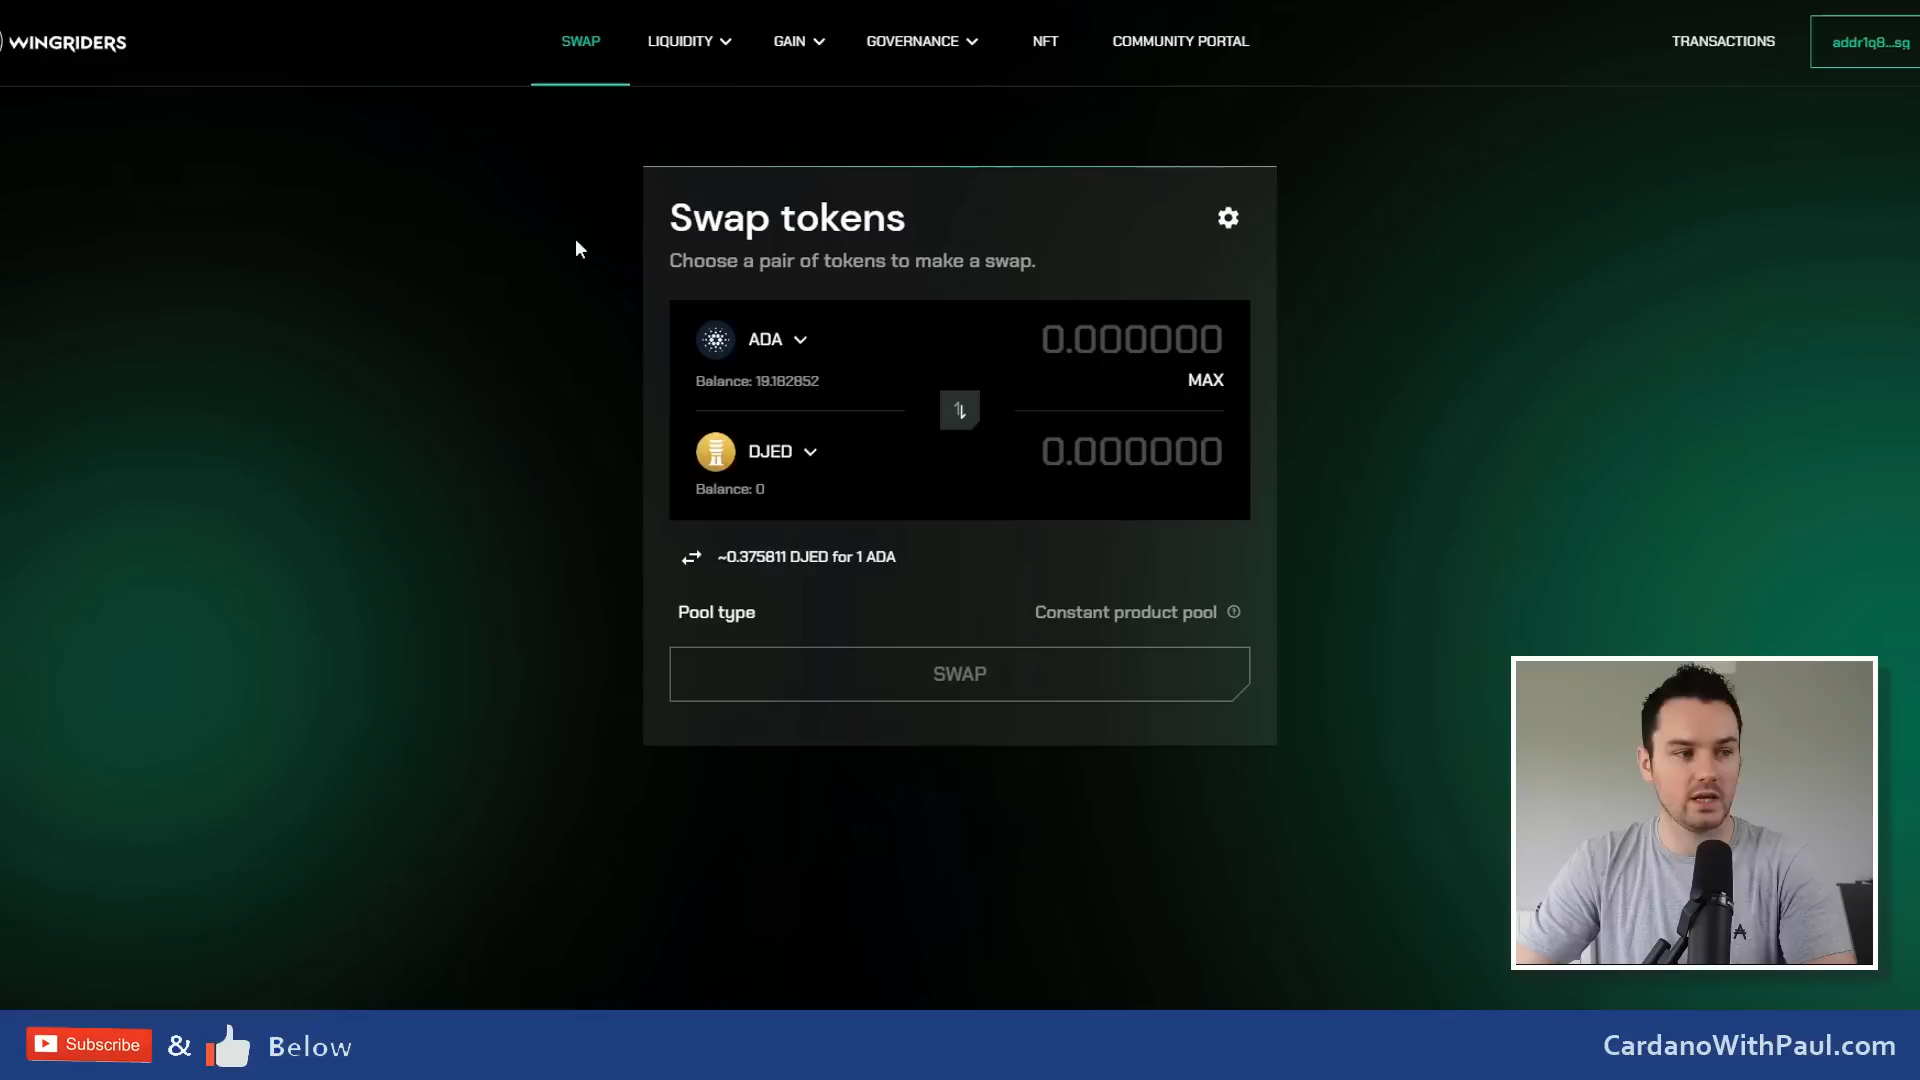 WINGRIDERS
SWAP LIQUIDITY GAIN GOVERNANCE NFT COMMUNITY PORTAL TRANSACTIONS addr1q8...sg
Swap tokens
Choose a pair of tokens to make a swap.
ADA 0.000000
Balance: 19.182852 MAX
DJED 0.000000
Balance: 0
~0.375811 DJED for 1 ADA
Pool type Constant product pool
SWAP
Subscribe & Below CardanoWithPaul.com